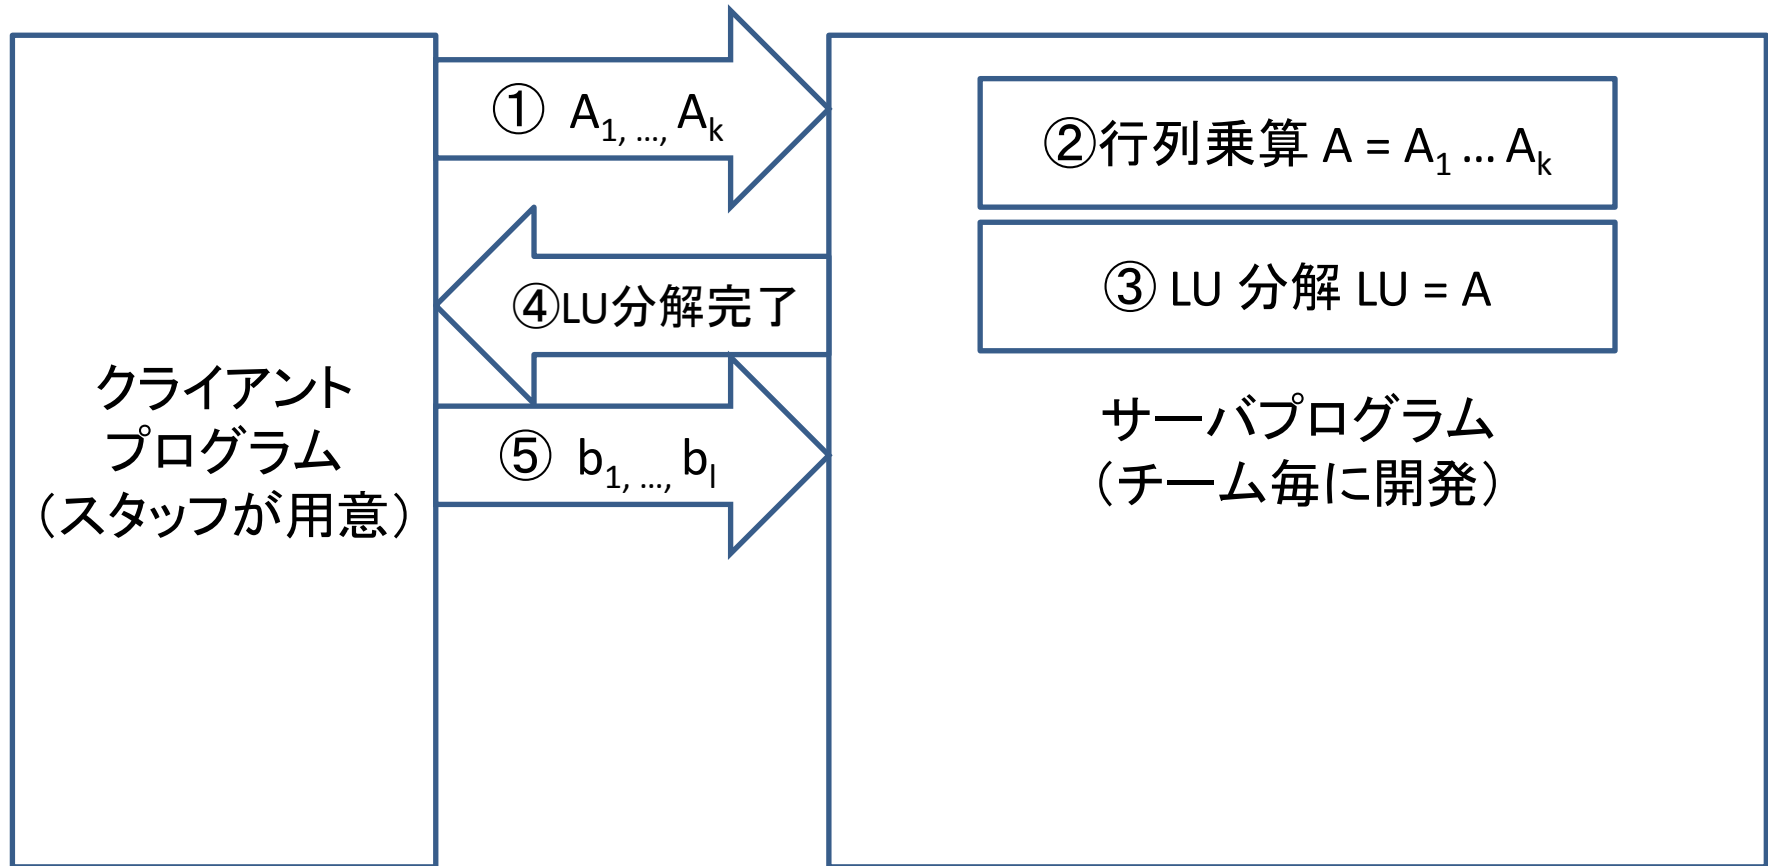 ① A1, ..., Ak
②行列乗算 A = A1 ... Ak
③ LU 分解 LU = A
④LU分解完了
⑤ b1, ..., bl
クライアント
プログラム
（スタッフが用意）
サーバプログラム
（チーム毎に開発）